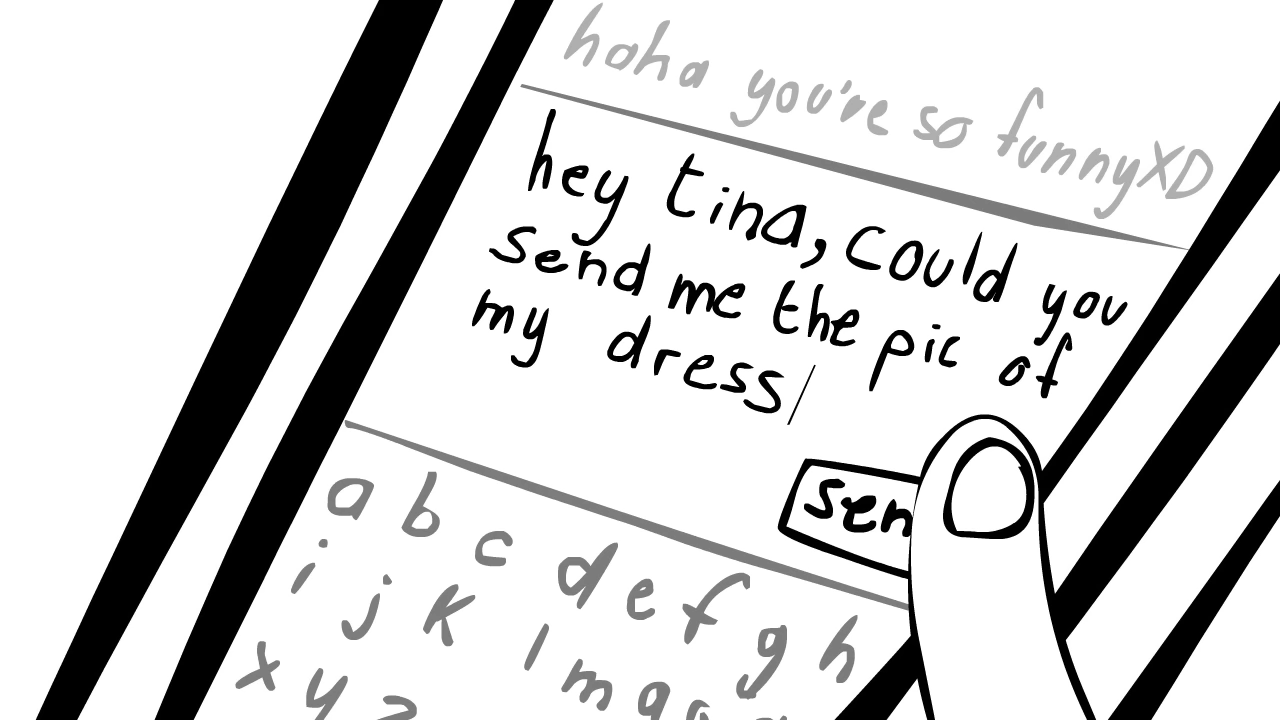 haha you're so funnyXD
hey tina, could you
send me the pic of
my dress
sen
a b c d e f g h
i j k l m
x y z